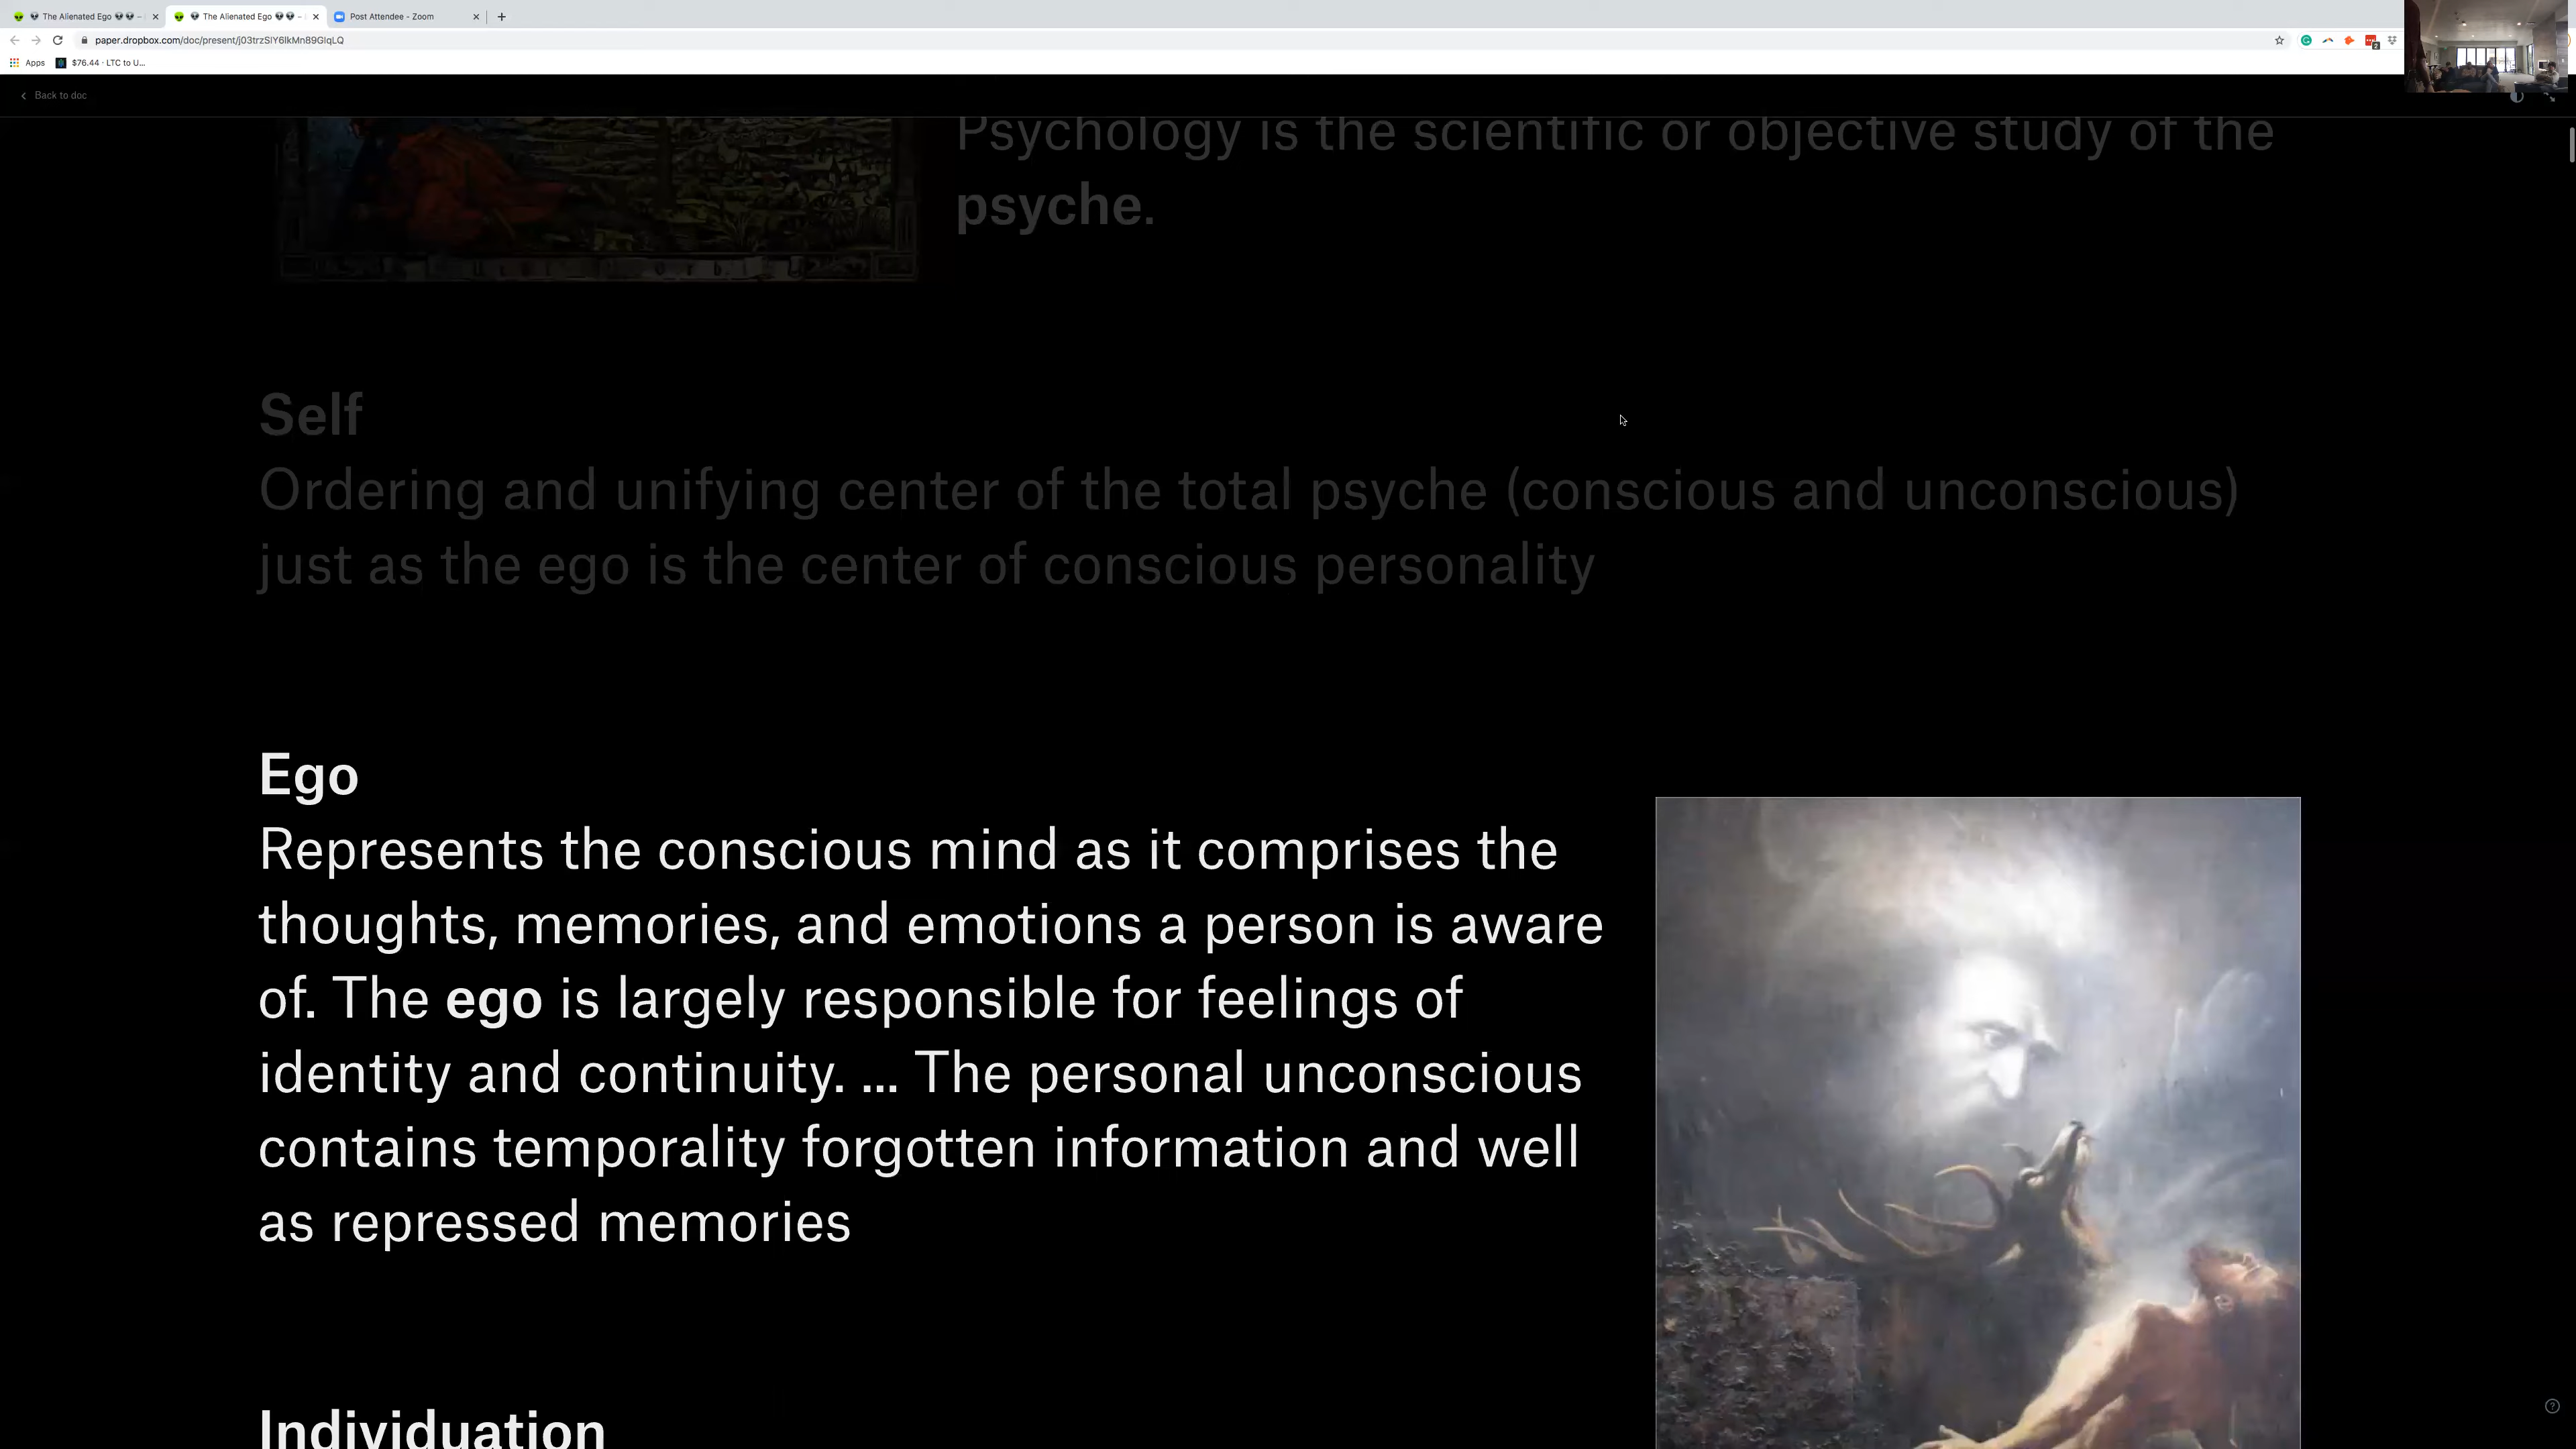 The Alienated Ego
The Alienated Ego
Post Attendee - Zoom
paper.dropbox.com/doc/present/j03trzSlY6lkMn89GlqLQ
Apps
$76.44 · LTC to U...
Back to doc
Psychology is the scientific or objective study of the
psyche.
Self
Ordering and unifying center of the total psyche (conscious and unconscious)
just as the ego is the center of conscious personality
Ego
Represents the conscious mind as it comprises the
thoughts, memories, and emotions a person is aware
of. The ego is largely responsible for feelings of
identity and continuity. ... The personal unconscious
contains temporality forgotten information and well
as repressed memories
Individuation